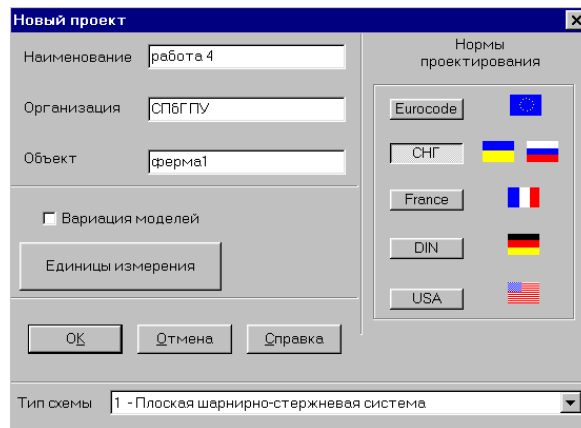 Новый проект
Наименование
работа 4
Организация
СПбГПУ
Объект
ферма1
Вариация моделей
Единицы измерения
OK
Отмена
Справка
Нормы
проектирования
Eurocode
СНГ
France
DIN
USA
Тип схемы
1 - Плоская шарнирно-стержневая система